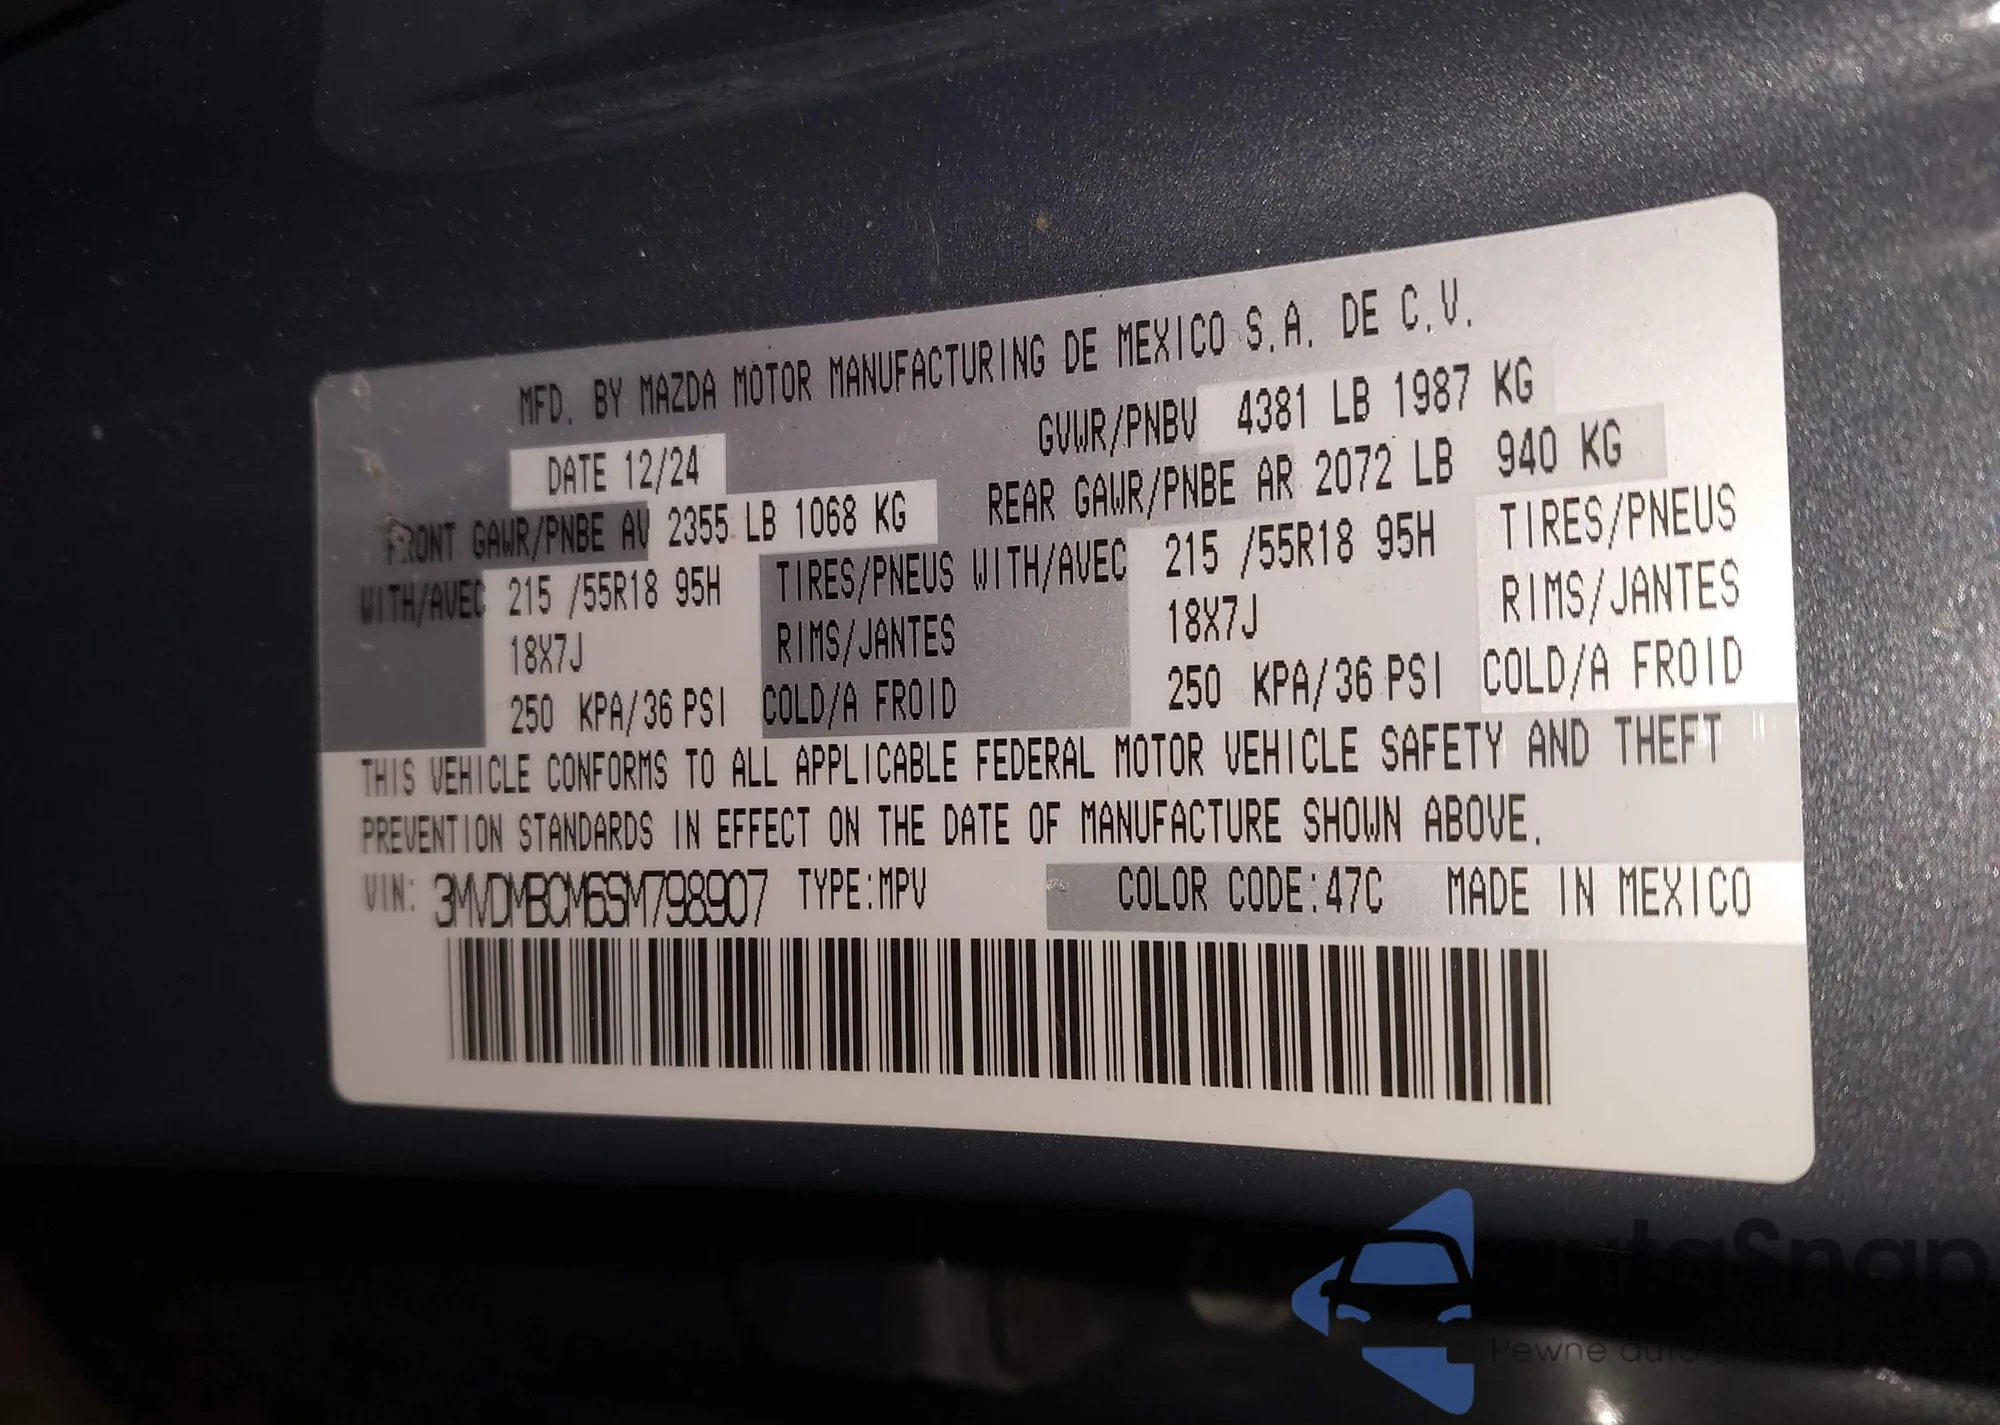 MFD. BY MAZDA MOTOR MANUFACTURING DE MEXICO S.A. DE C.V.
DATE 12/24 GVWR/PNBV 4381 LB 1987 KG
FRONT GAWR/PNBE AV 2355 LB 1068 KG REAR GAWR/PNBE AR 2072 LB 940 KG
WITH/AVEC 215 /55R18 95H TIRES/PNEUS WITH/AVEC 215 /55R18 95H TIRES/PNEUS
18X7J RIMS/JANTES 18X7J RIMS/JANTES
250 KPA/36 PSI COLD/A FROID 250 KPA/36 PSI COLD/A FROID
THIS VEHICLE CONFORMS TO ALL APPLICABLE FEDERAL MOTOR VEHICLE SAFETY AND THEFT
PREVENTION STANDARDS IN EFFECT ON THE DATE OF MANUFACTURE SHOWN ABOVE.
VIN: 3MVDMBCM6SM798907 TYPE:MPV COLOR CODE:47C MADE IN MEXICO
autoSnap
Pewne